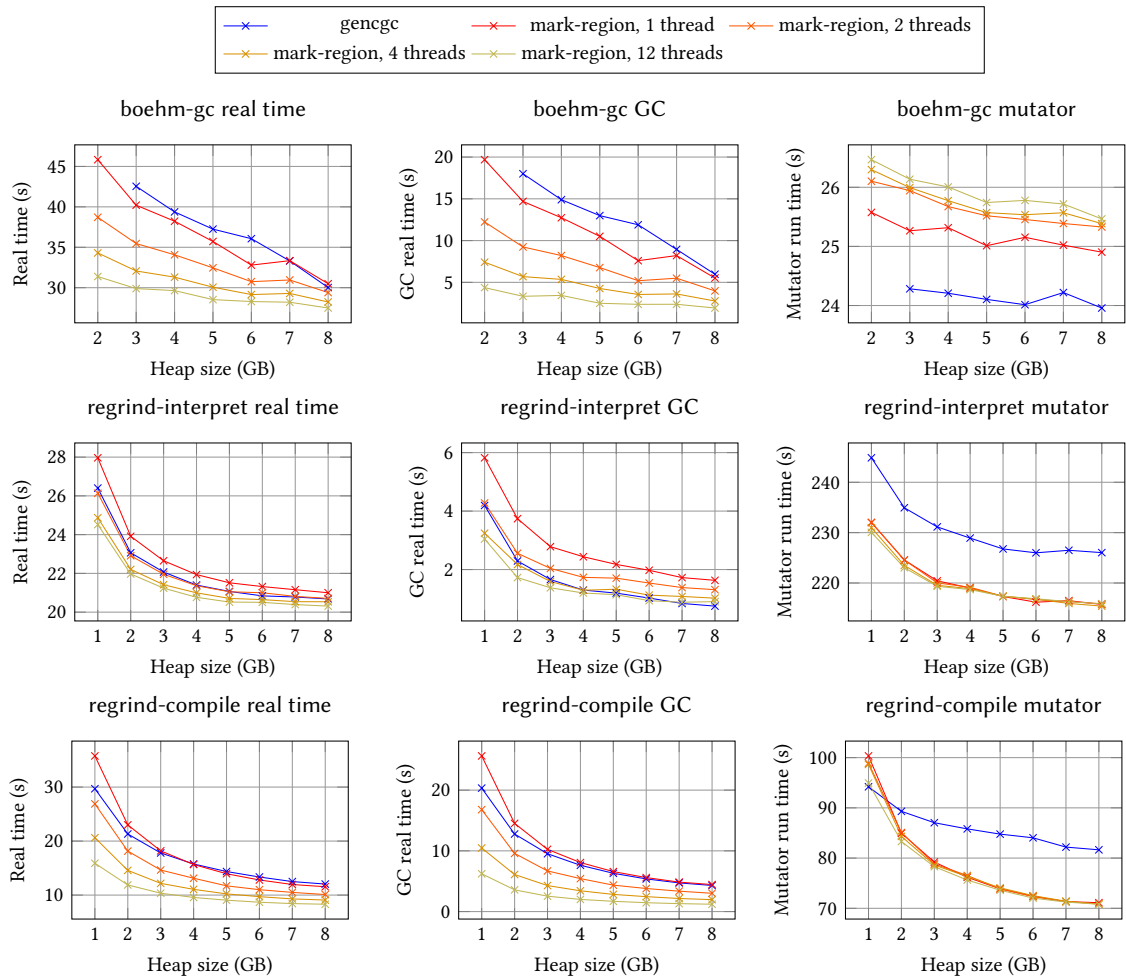 gencgc
mark-region, 1 thread
mark-region, 2 threads
mark-region, 4 threads
mark-region, 12 threads
boehm-gc real time
Real time (s)
45
40
35
30
2 3 4 5 6 7 8
Heap size (GB)
boehm-gc GC
GC real time (s)
20
15
10
5
2 3 4 5 6 7 8
Heap size (GB)
boehm-gc mutator
Mutator run time (s)
26
25
24
2 3 4 5 6 7 8
Heap size (GB)
regrind-interpret real time
Real time (s)
28
26
24
22
20
1 2 3 4 5 6 7 8
Heap size (GB)
regrind-interpret GC
GC real time (s)
6
4
2
1 2 3 4 5 6 7 8
Heap size (GB)
regrind-interpret mutator
Mutator run time (s)
240
230
220
1 2 3 4 5 6 7 8
Heap size (GB)
regrind-compile real time
Real time (s)
30
20
10
1 2 3 4 5 6 7 8
Heap size (GB)
regrind-compile GC
GC real time (s)
20
10
0
1 2 3 4 5 6 7 8
Heap size (GB)
regrind-compile mutator
Mutator run time (s)
100
90
80
70
1 2 3 4 5 6 7 8
Heap size (GB)